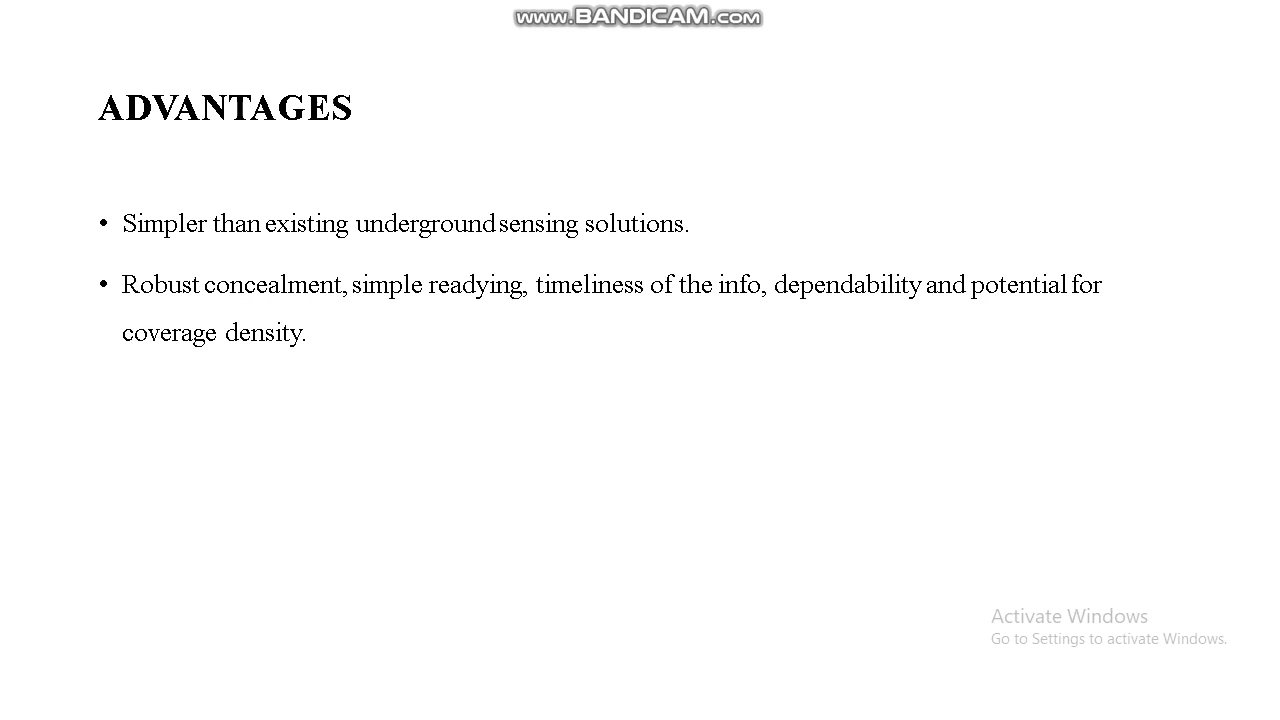 www.BANDICAM.com
ADVANTAGES
• Simpler than existing underground sensing solutions.
• Robust concealment, simple readying, timeliness of the info, dependability and potential for
coverage density.
Activate Windows
Go to Settings to activate Windows.